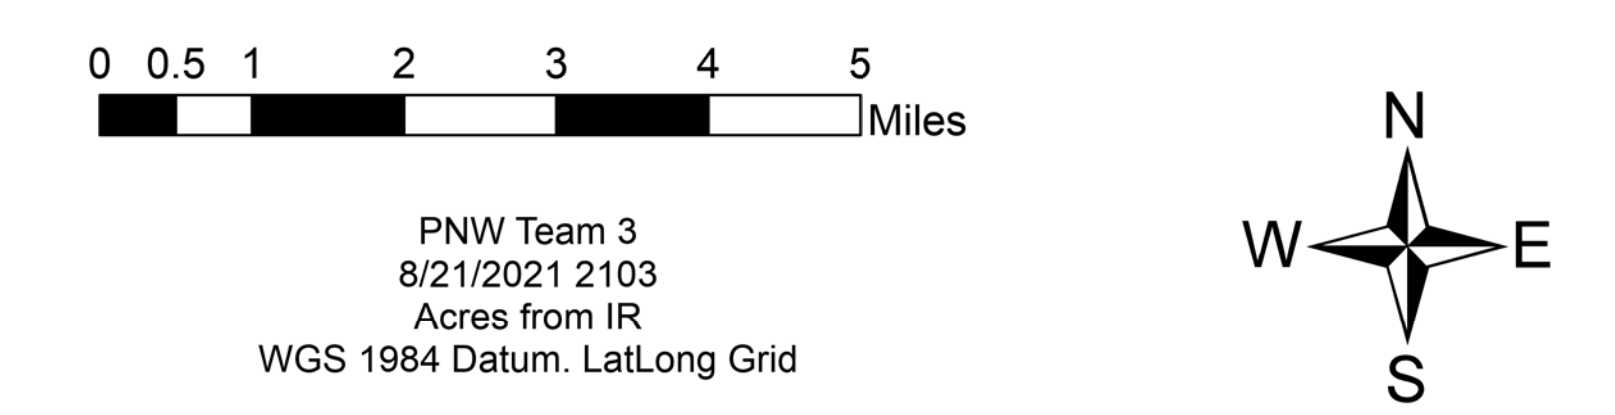 0 0.5 1 2 3 4 5
Miles
PNW Team 3
8/21/2021 2103
Acres from IR
WGS 1984 Datum. LatLong Grid
N
W E
S